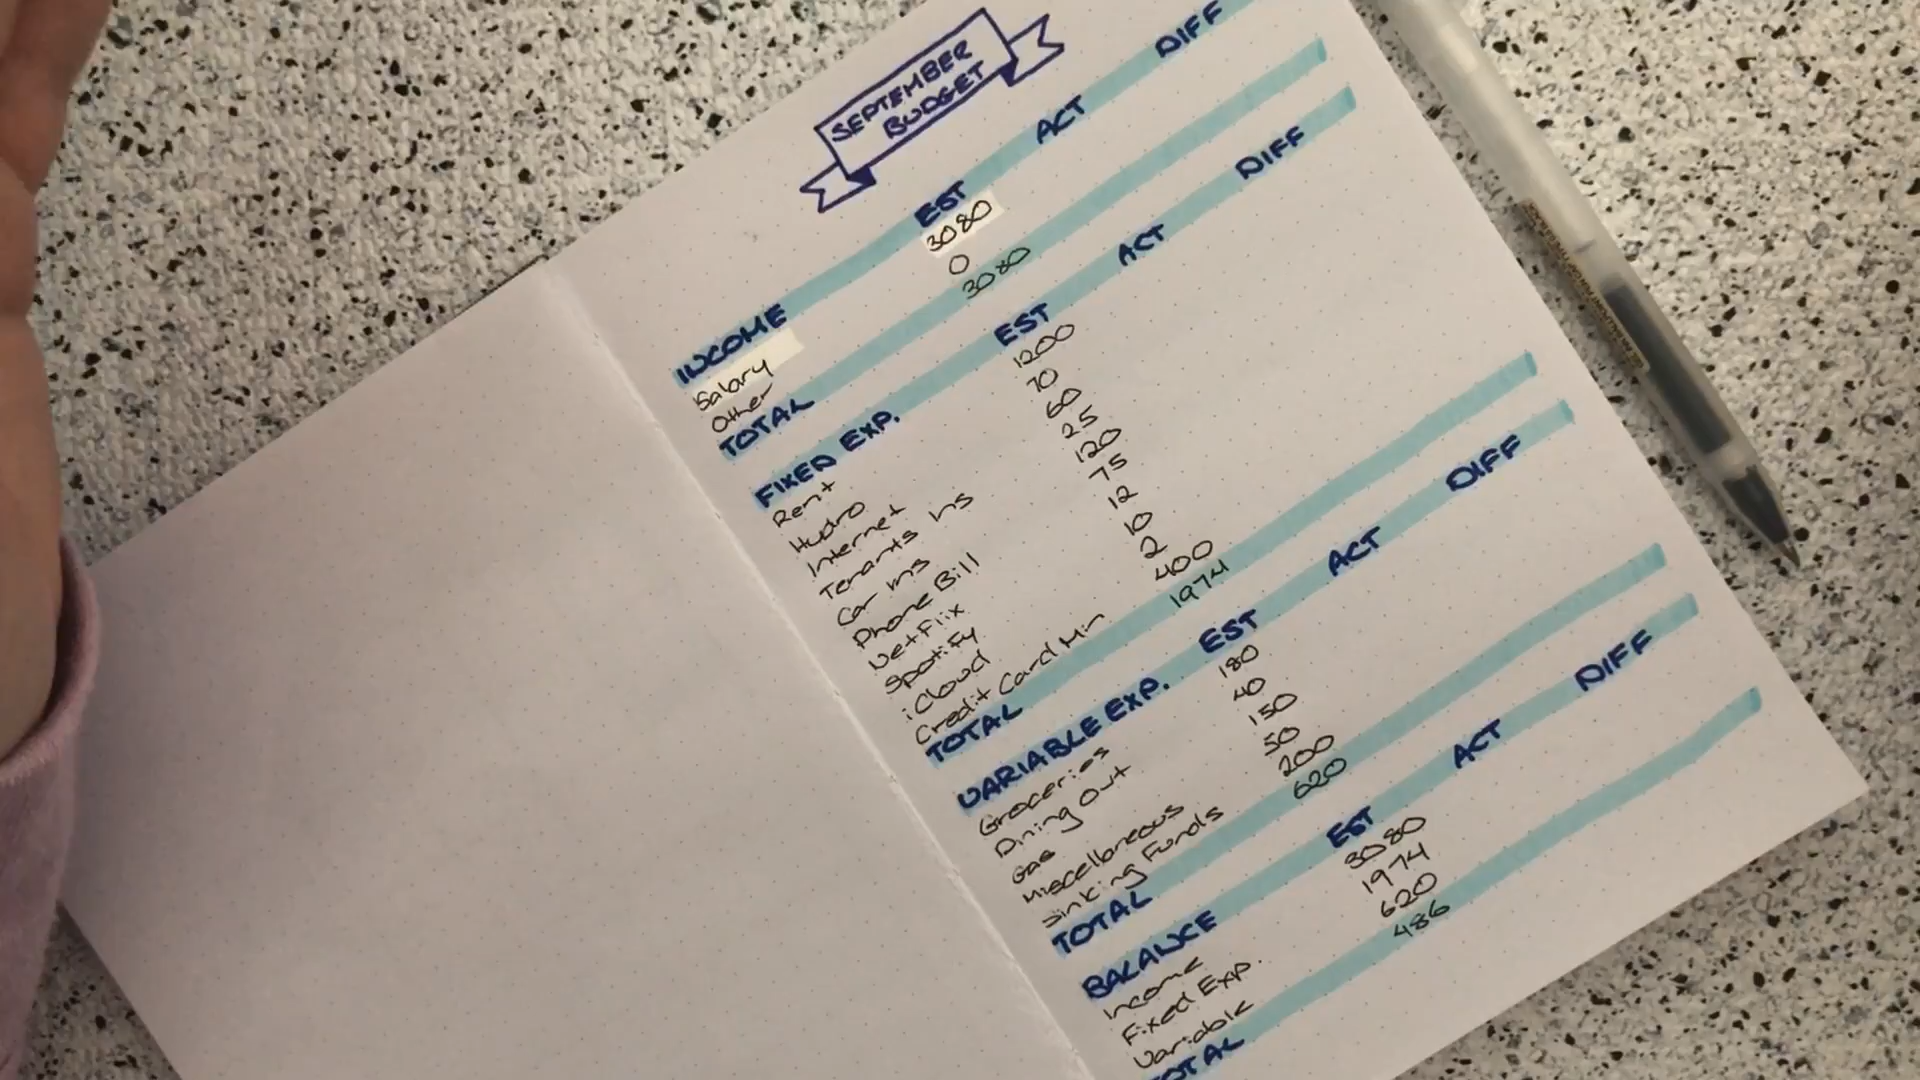 SEPTEMBER
BUDGET
INCOME EST ACT DIFF
Salary 3080
Other 0
TOTAL 3080
FIXED EXP. EST ACT DIFF
Rent 1200
Hydro 70
Internet 60
Tenants ins 25
Car ins 120
Phone Bill 75
Netflix 12
Spotify 10
iCloud 2
Credit Card Min 400
TOTAL 1974
VARIABLE EXP. EST ACT DIFF
Groceries 180
Dining Out 40
Gas 150
Miscellaneous 50
Sinking Funds 200
TOTAL 620
BALANCE EST ACT DIFF
Income 3080
Fixed Exp. 1974
Variable 620
TOTAL 486